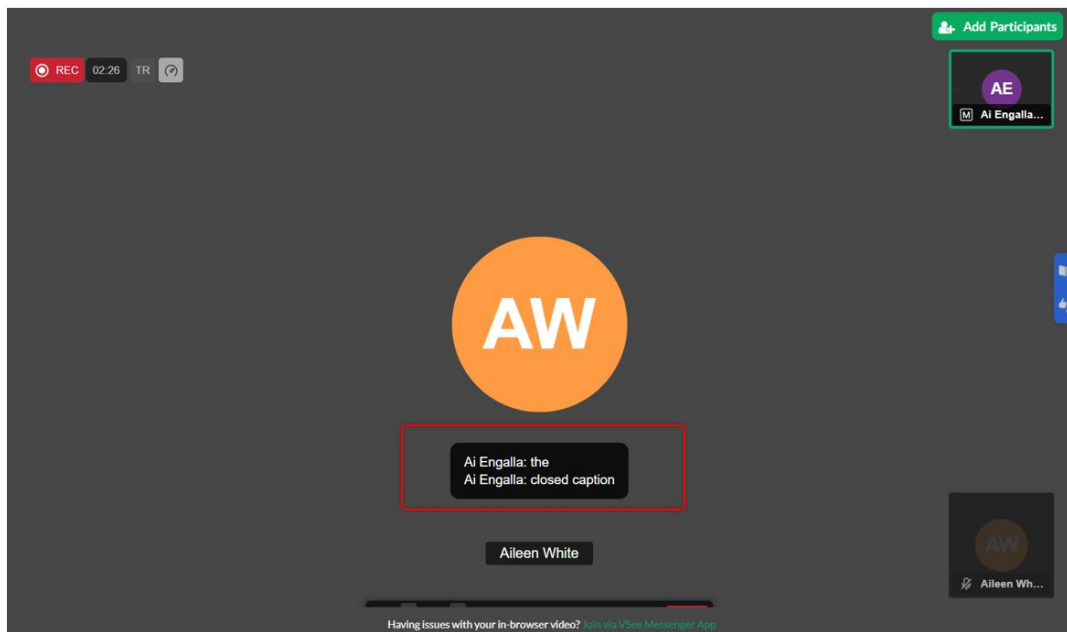 Add Participants
REC 02:26 TR
AE
M Ai Engalla...
AW
Ai Engalla: the
Ai Engalla: closed caption
Aileen White
AW
Aileen Wh...
Having issues with your in-browser video? Join via VSee Messenger App